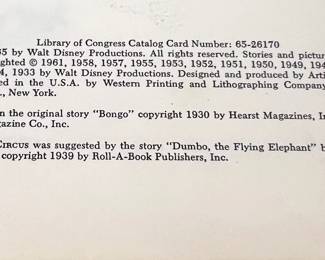 Library of Congress Catalog Card Number: 65-26170
65 by Walt Disney Productions. All rights reserved. Stories and pictur
ghted © 1961, 1958, 1957, 1955, 1953, 1952, 1951, 1950, 1949, 194
4, 1933 by Walt Disney Productions. Designed and produced by Arti
ed in the U.S.A. by Western Printing and Lithographing Company
., New York.
n the original story "Bongo" copyright 1930 by Hearst Magazines, In
gazine Co., Inc.
CIRCUS was suggested by the story "Dumbo, the Flying Elephant" b
copyright 1939 by Roll-A-Book Publishers, Inc.